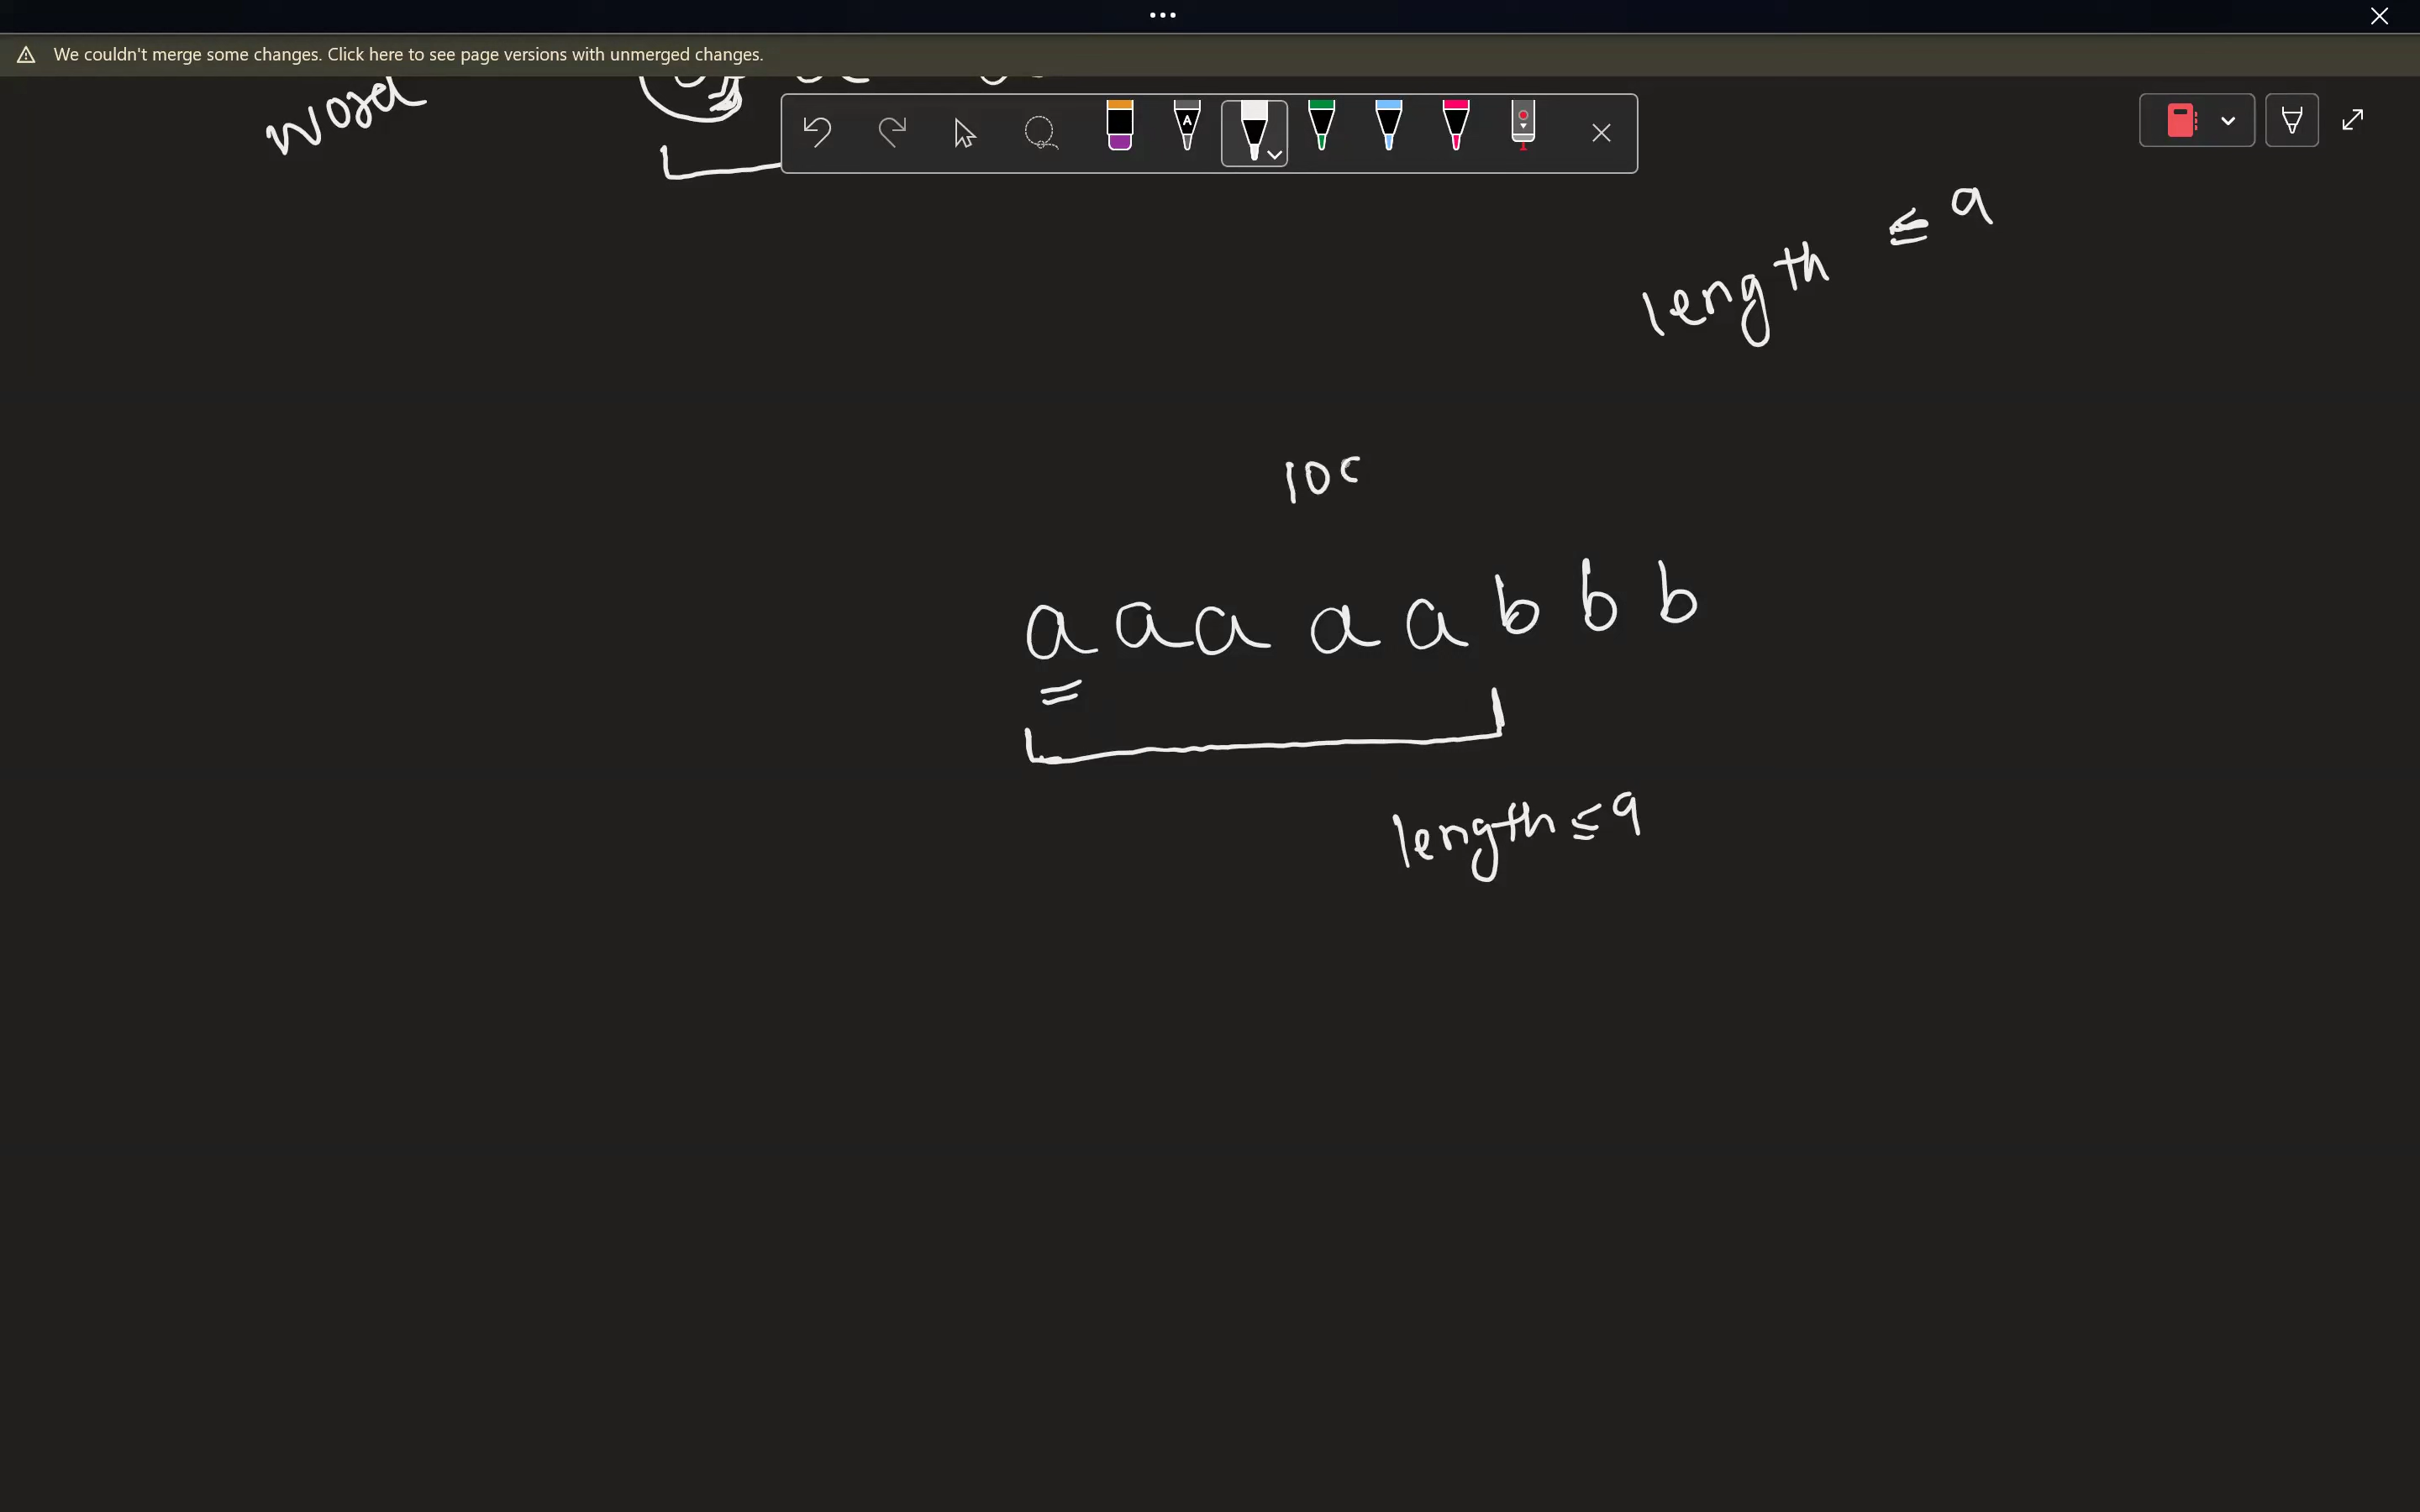 We couldn't merge some changes. Click here to see page versions with unmerged changes.
word
A
length ≤ 9
10c
a a a a a b b b
length ≤ 9